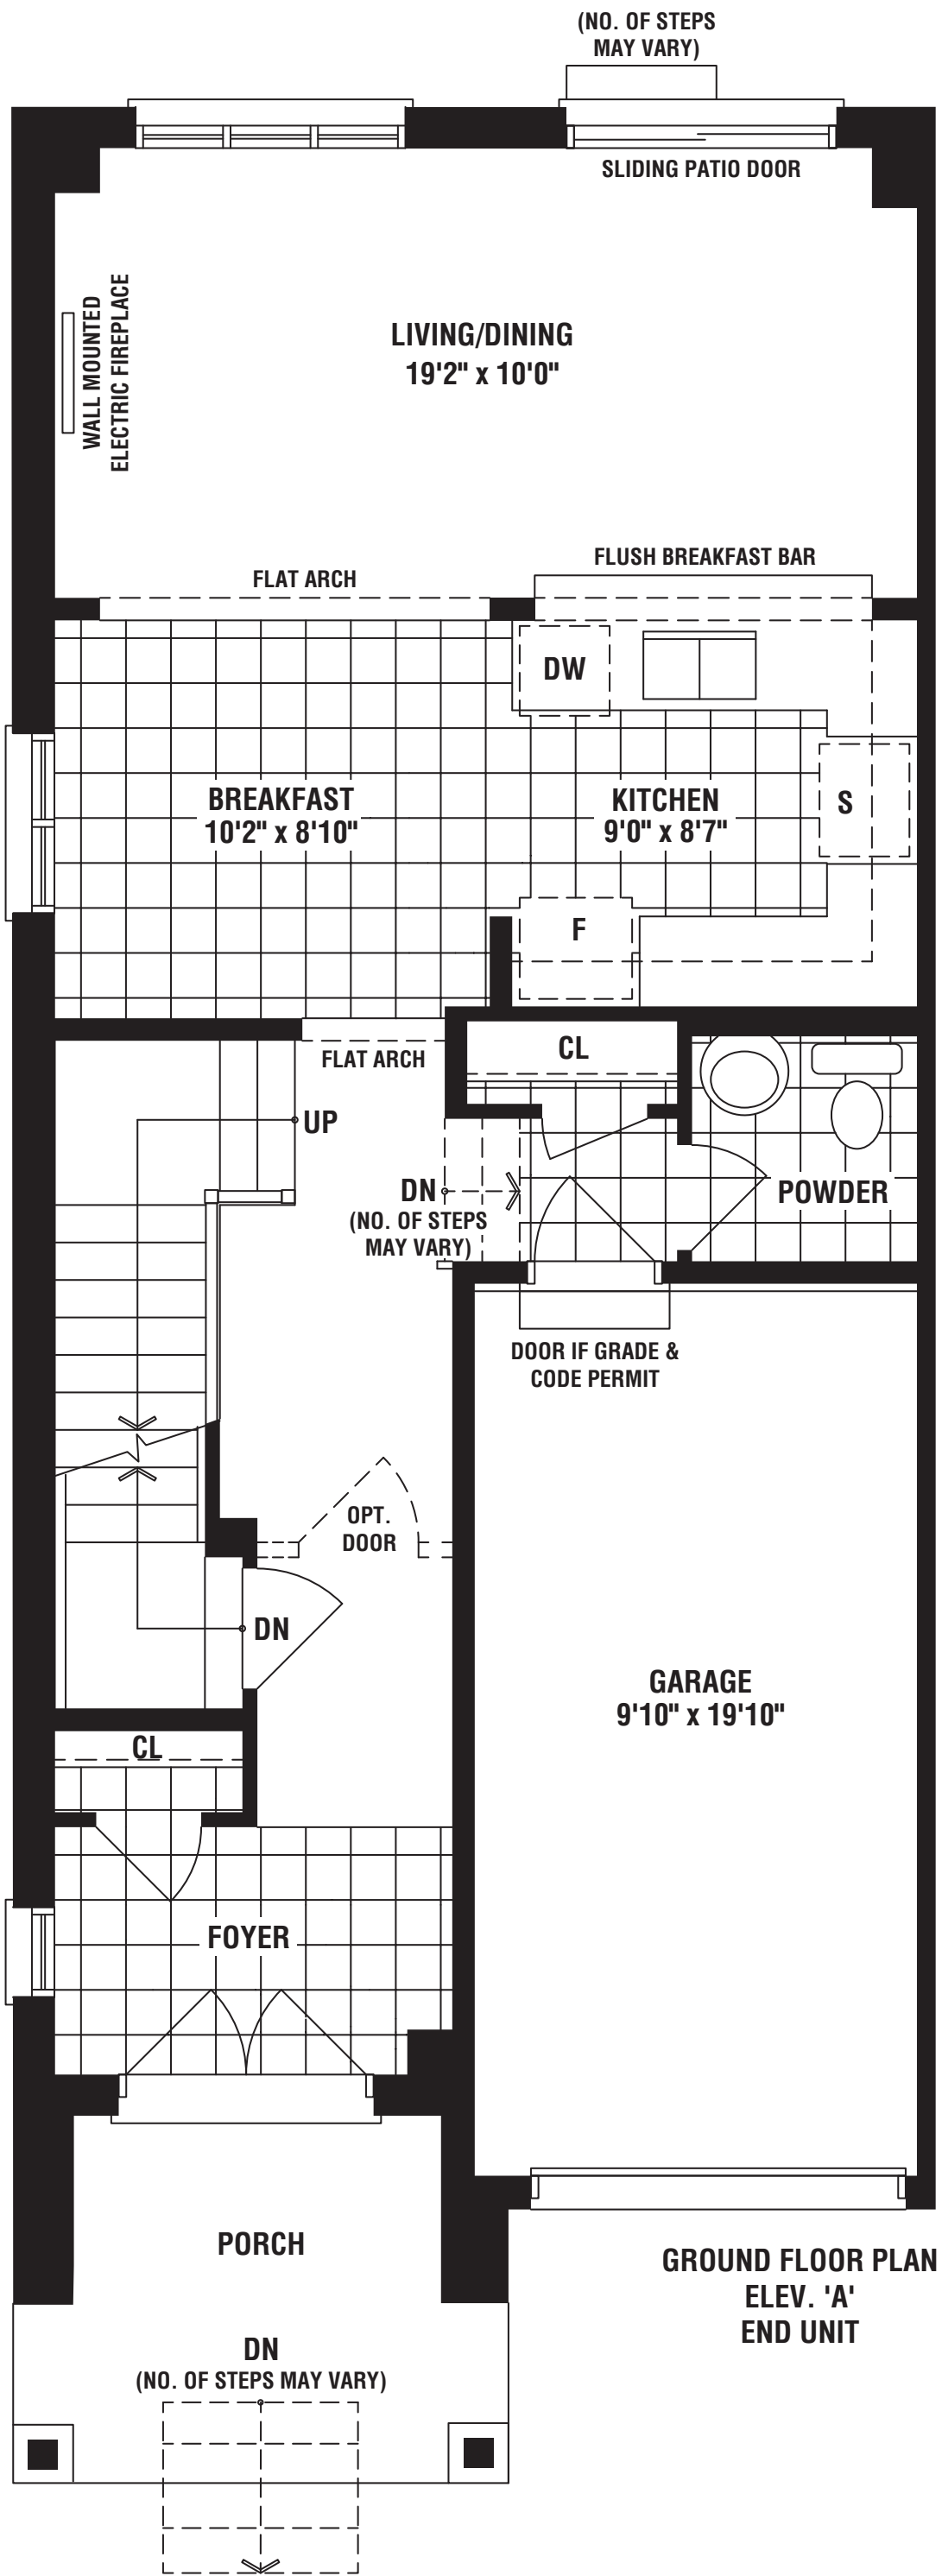 (NO. OF STEPS
MAY VARY)
SLIDING PATIO DOOR
WALL MOUNTED
ELECTRIC FIREPLACE
LIVING/DINING
19'2" x 10'0"
FLUSH BREAKFAST BAR
FLAT ARCH
DW
BREAKFAST
10'2" x 8'10"
KITCHEN
9'0" x 8'7"
S
F
FLAT ARCH
CL
UP
DN
(NO. OF STEPS
MAY VARY)
POWDER
DOOR IF GRADE &
CODE PERMIT
OPT.
DOOR
DN
GARAGE
9'10" x 19'10"
CL
FOYER
PORCH
GROUND FLOOR PLAN
ELEV. 'A'
END UNIT
DN
(NO. OF STEPS MAY VARY)